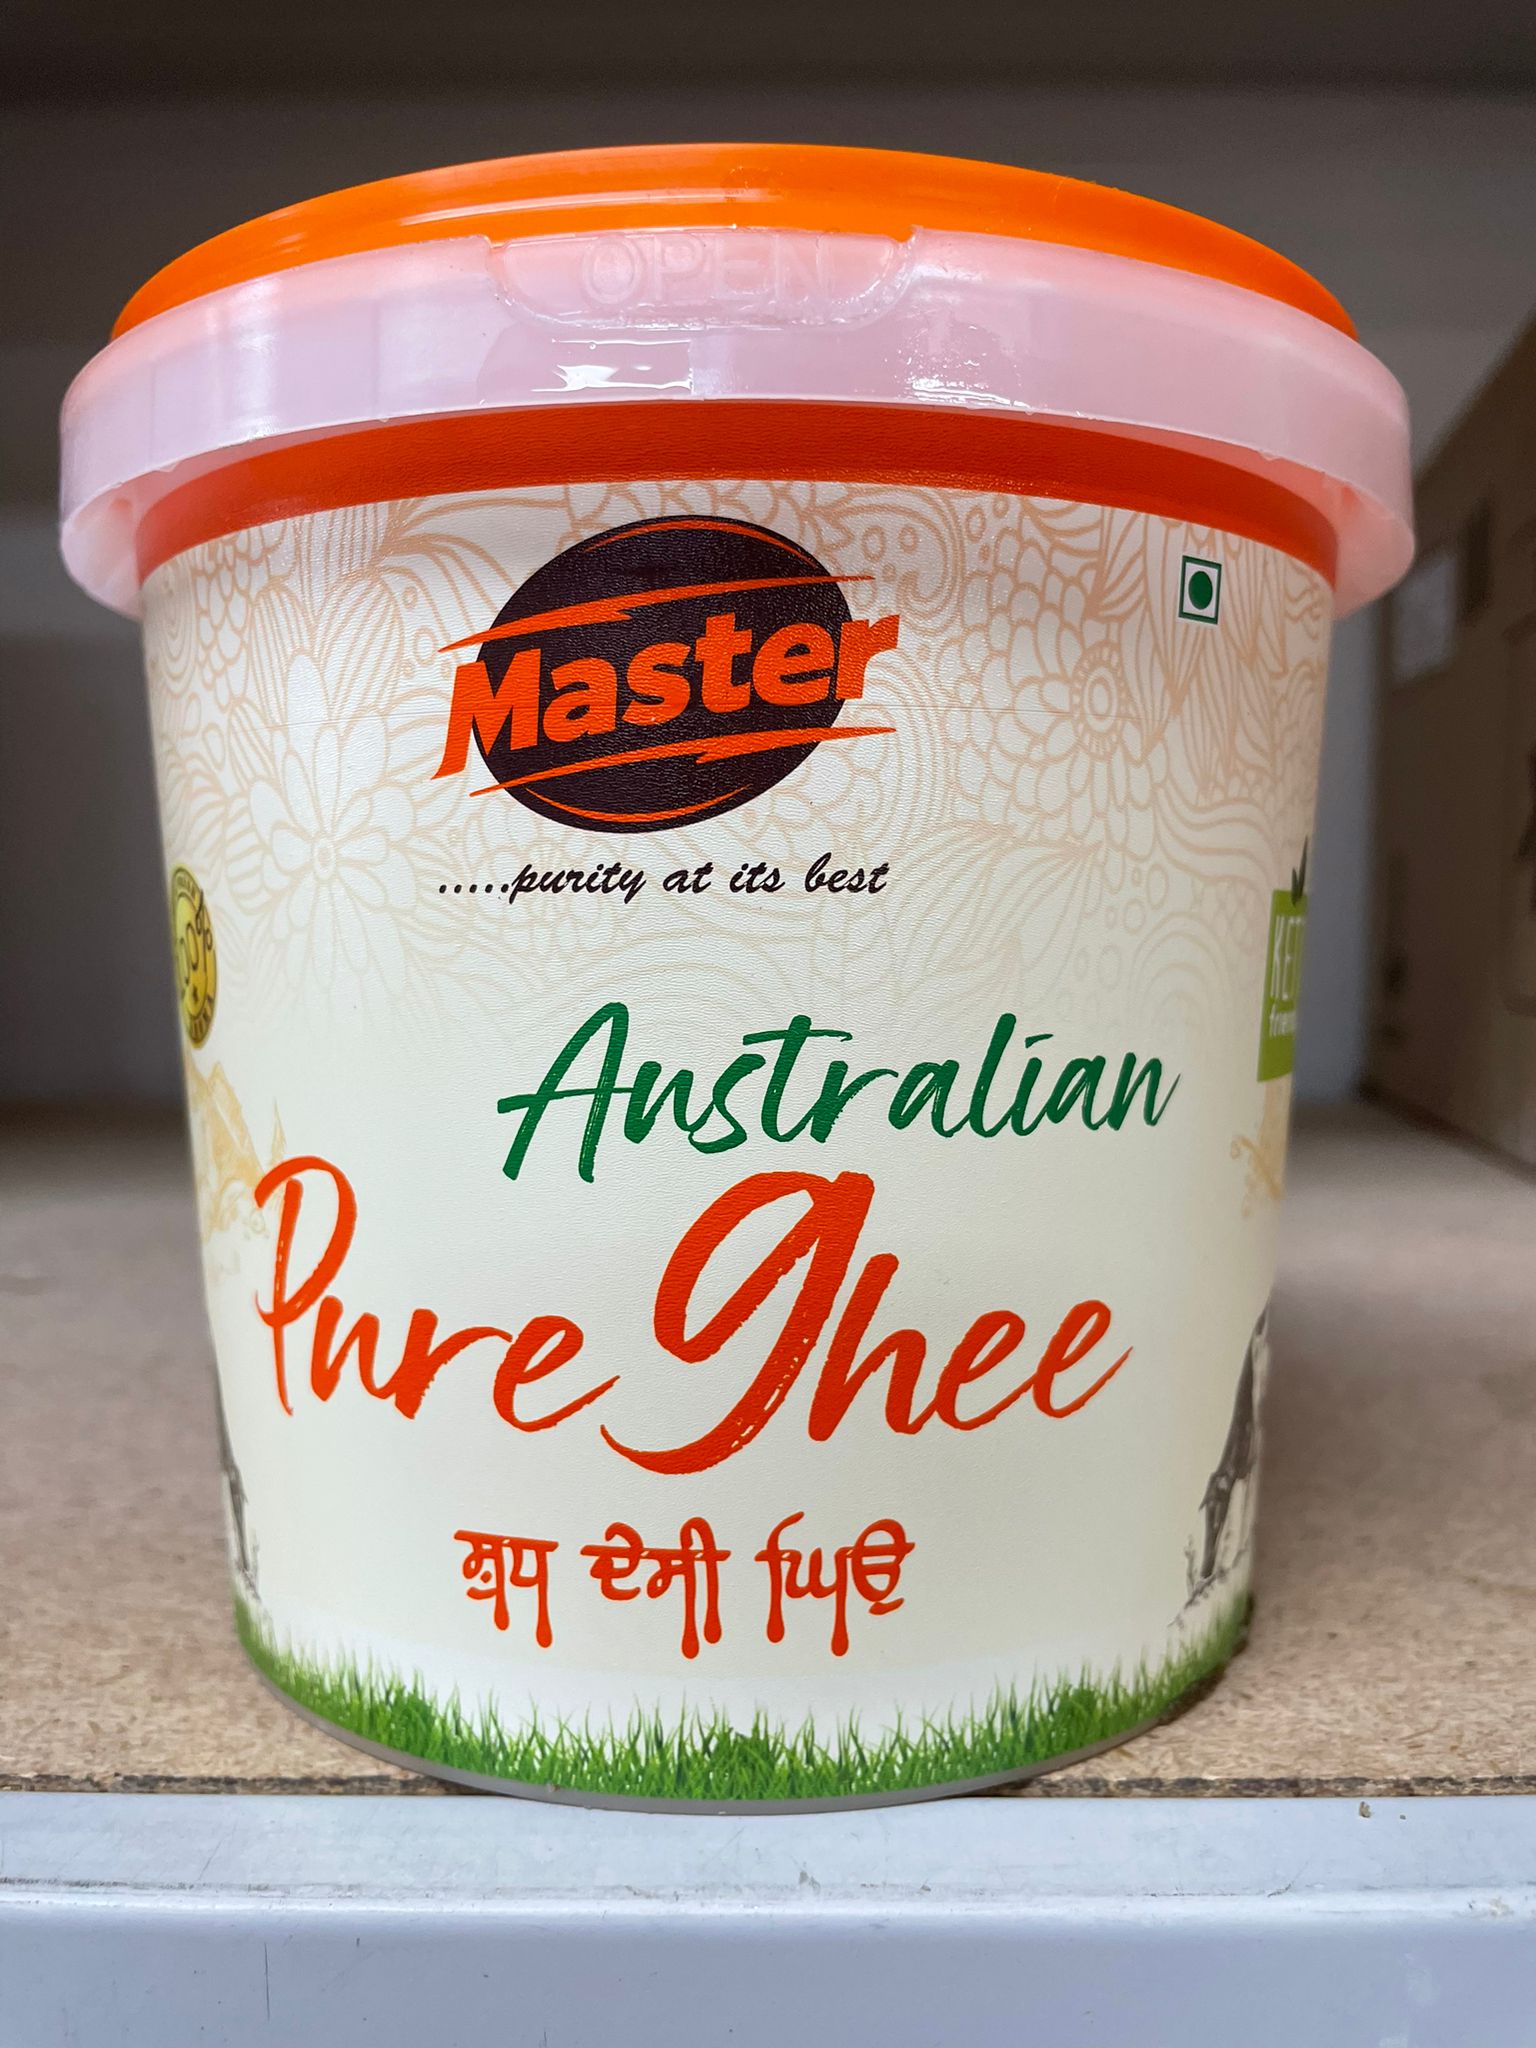 OPEN
Master
.....purity at its best
Australian
Pure Ghee
ਸ਼ੁਧ ਦੇਸੀ ਘਿਉ